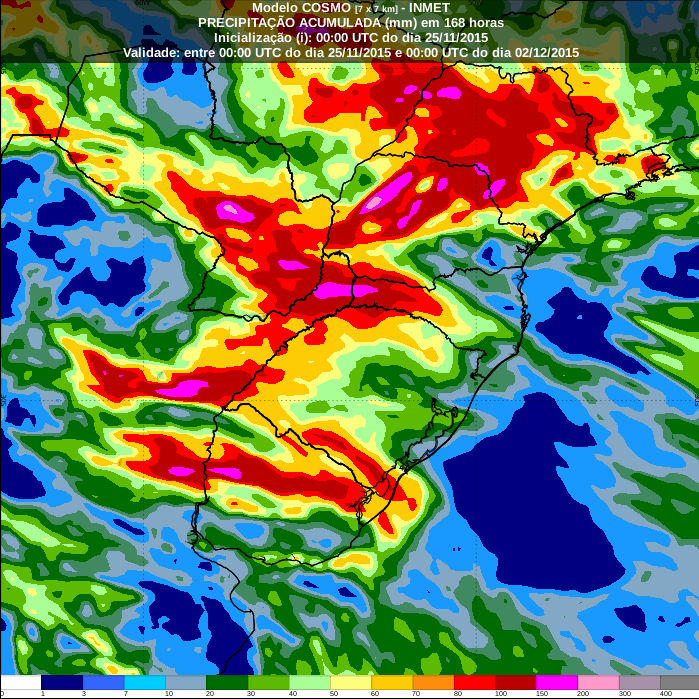 Modelo COSMO [7 x 7 km] - INMET
PRECIPITAÇÃO ACUMULADA (mm) em 168 horas
Inicialização (i): 00:00 UTC do dia 25/11/2015
Validade: entre 00:00 UTC do dia 25/11/2015 e 00:00 UTC do dia 02/12/2015
0 1 3 7 10 20 30 40 50 60 70 80 100 150 200 300 400